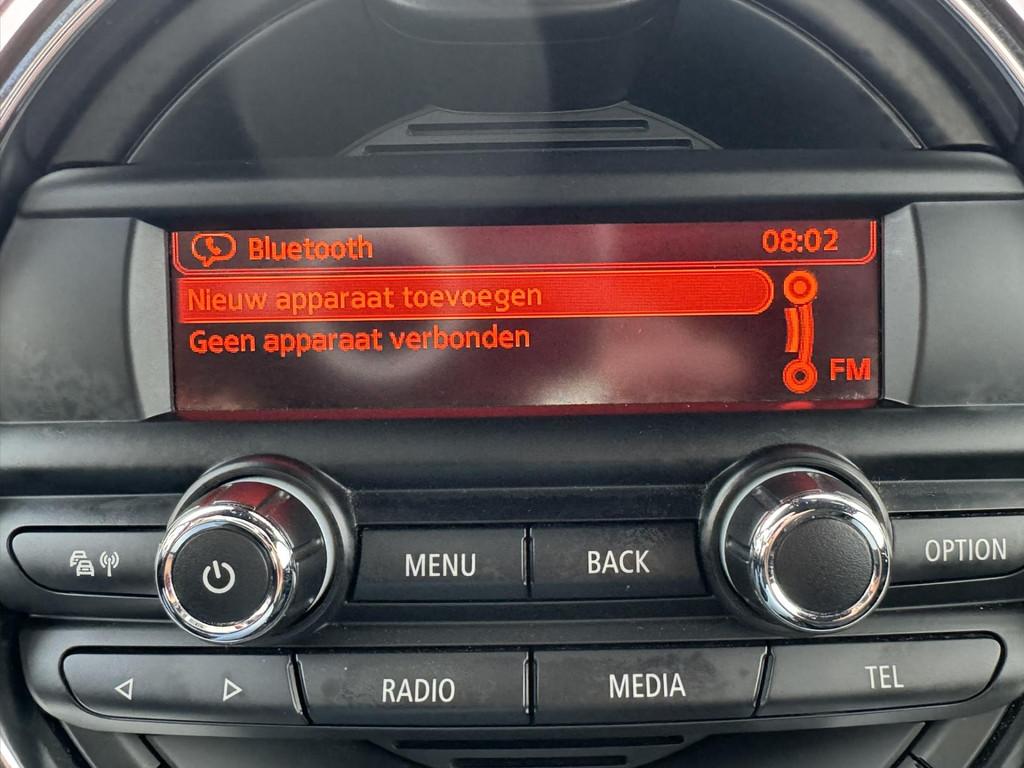 Bluetooth 08:02
Nieuw apparaat toevoegen
Geen apparaat verbonden
FM
MENU BACK OPTION
RADIO MEDIA TEL